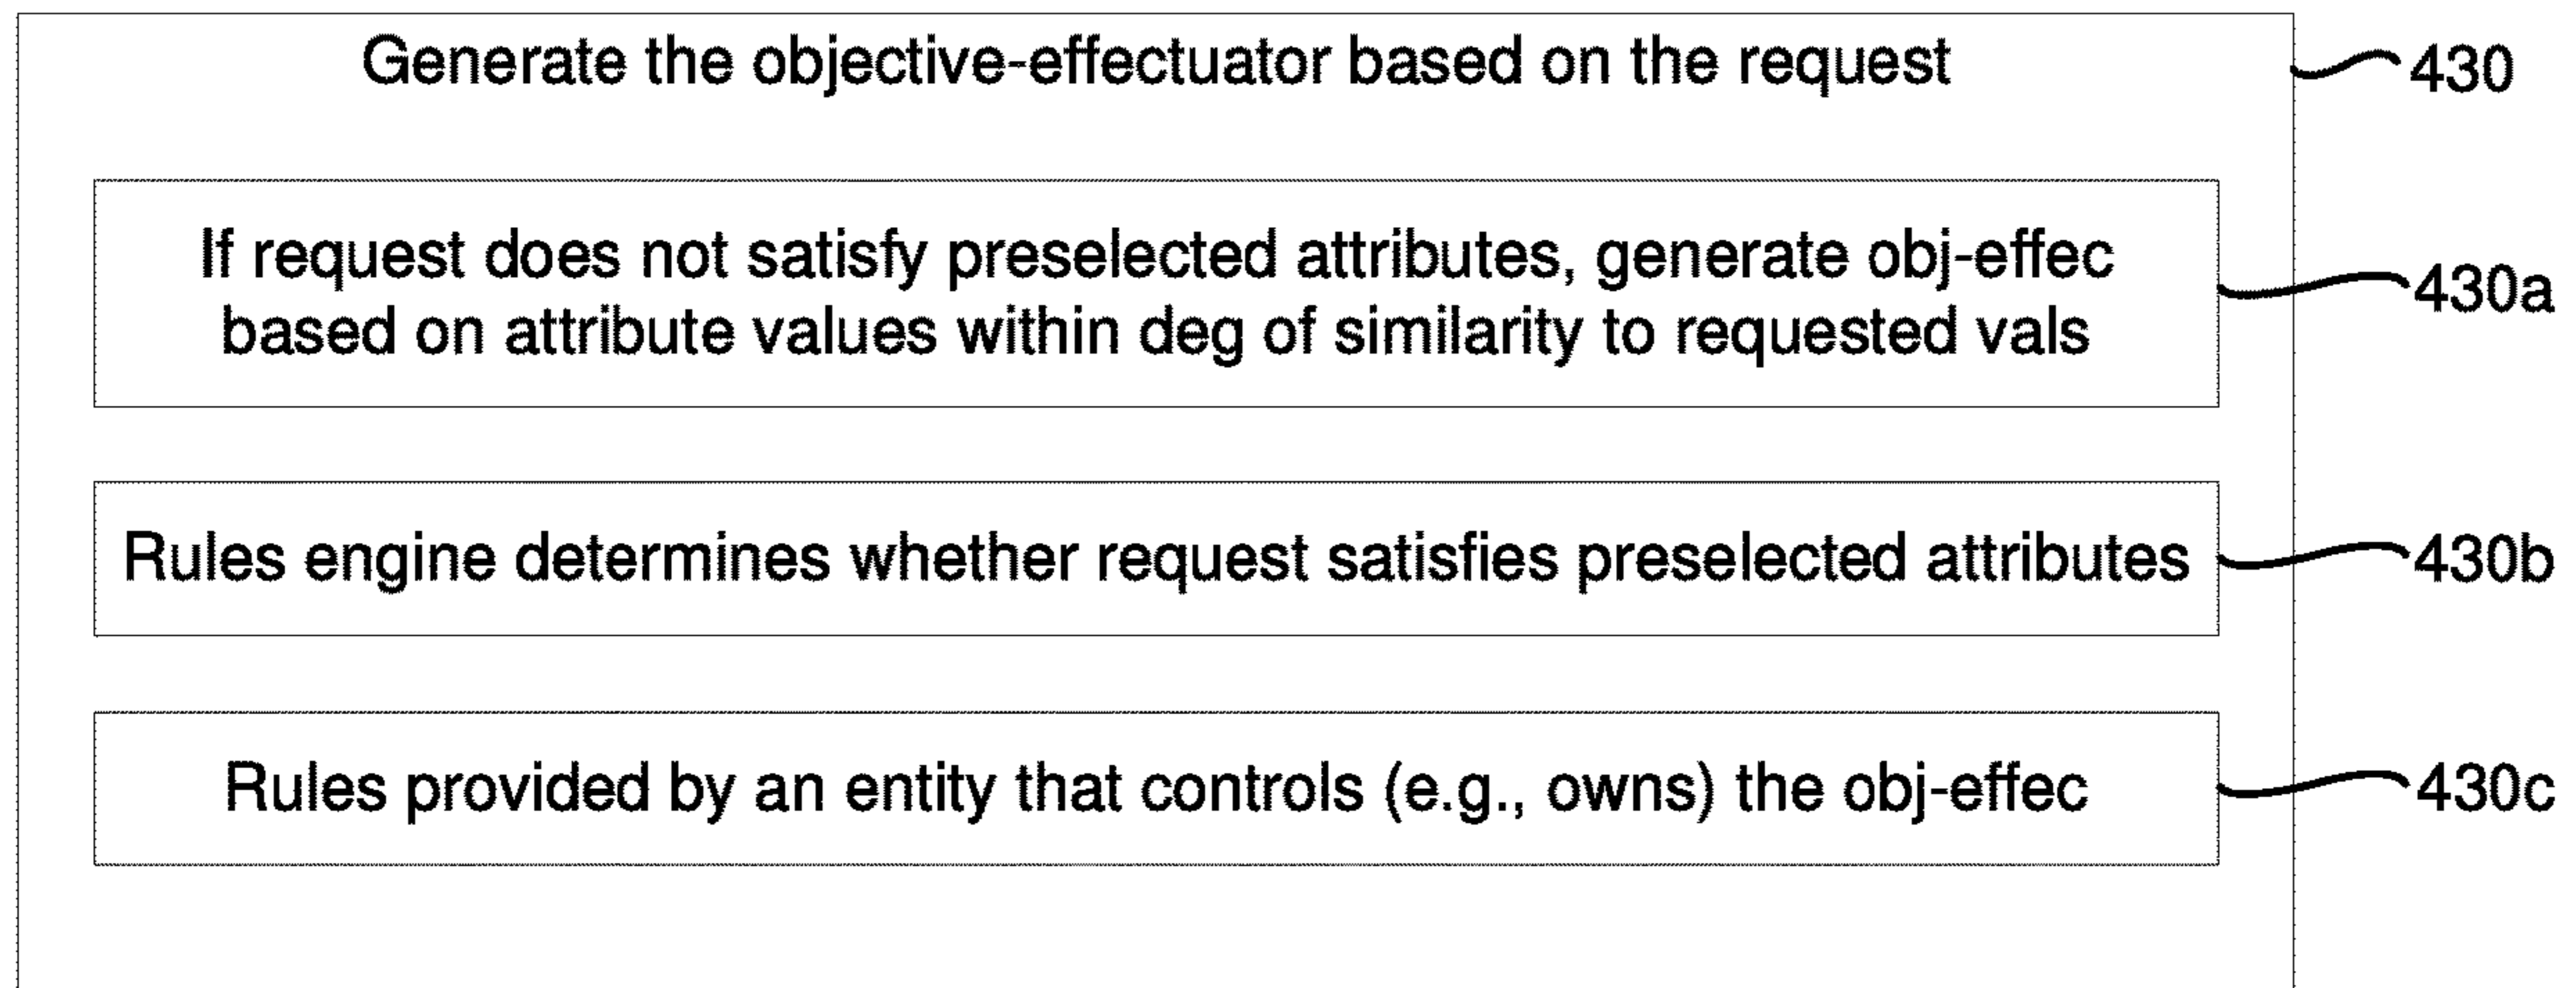 Generate the objective-effectuator based on the request
430
If request does not satisfy preselected attributes, generate obj-effec
based on attribute values within deg of similarity to requested vals
430a
Rules engine determines whether request satisfies preselected attributes
430b
Rules provided by an entity that controls (e.g., owns) the obj-effec
430c